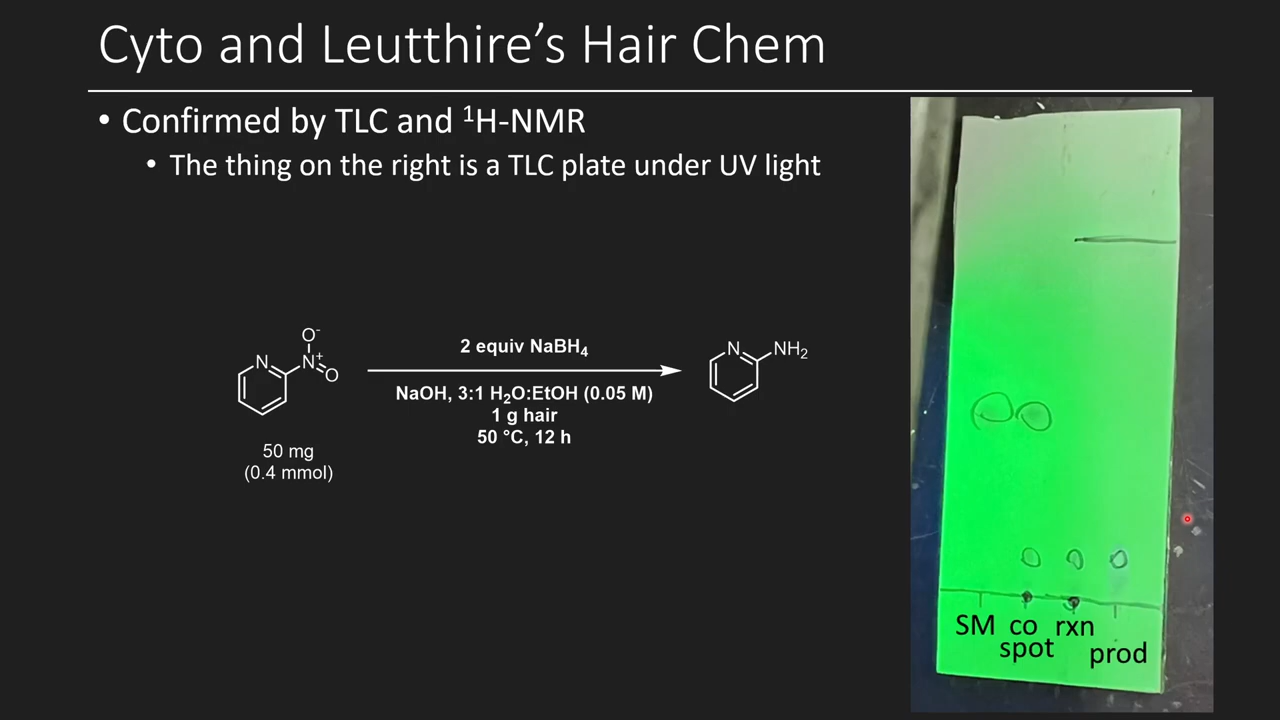 Cyto and Leutthire’s Hair Chem
• Confirmed by TLC and ¹H-NMR
• The thing on the right is a TLC plate under UV light
O⁻
N
N⁺
O
50 mg
(0.4 mmol)
2 equiv NaBH₄
NaOH, 3:1 H₂O:EtOH (0.05 M)
1 g hair
50 °C, 12 h
N
NH₂
SM co rxn
spot
prod